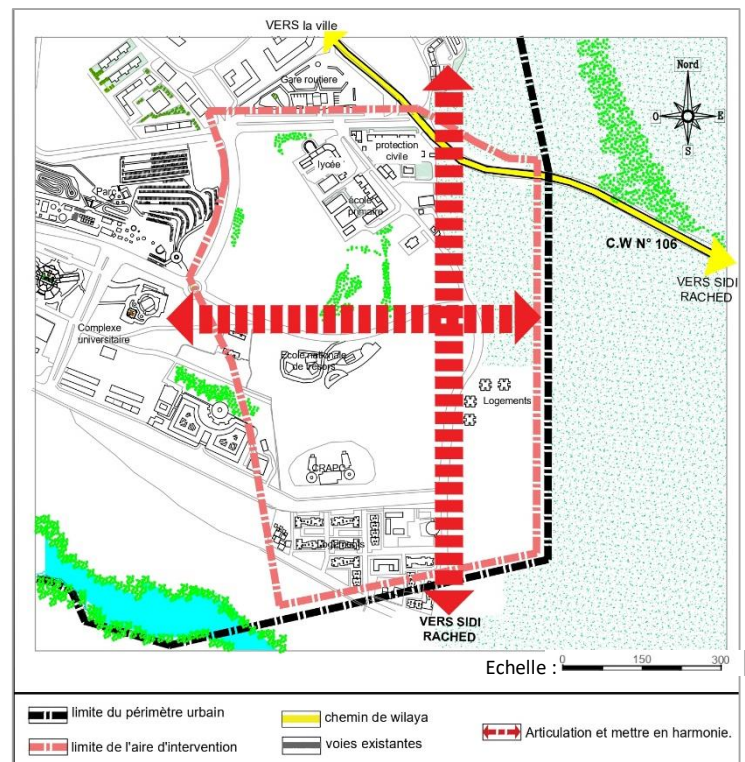 VERS la ville
Nord
O
E
S
Gare routiere
protection
civile
lycée
école
primaire
Parc
C.W N° 106
VERS SIDI
RACHED
Complexe
universitaire
Ecole nationale
de trésors
Logements
CRAPC
Logements
VERS SIDI
RACHED
Echelle :
0 150 300
limite du périmètre urbain
chemin de wilaya
Articulation et mettre en harmonie.
limite de l'aire d'intervention
voies existantes